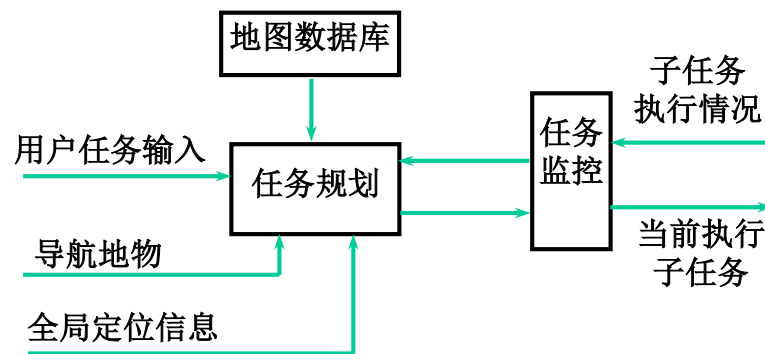 地图数据库
子任务
执行情况
用户任务输入
任务规划
任务
监控
导航地物
当前执行
子任务
全局定位信息